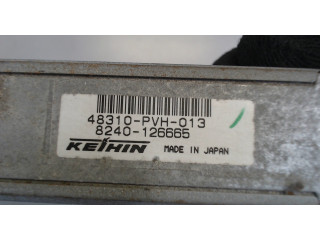 48310-PVH-013
8240-126665
KEIHIN MADE IN JAPAN